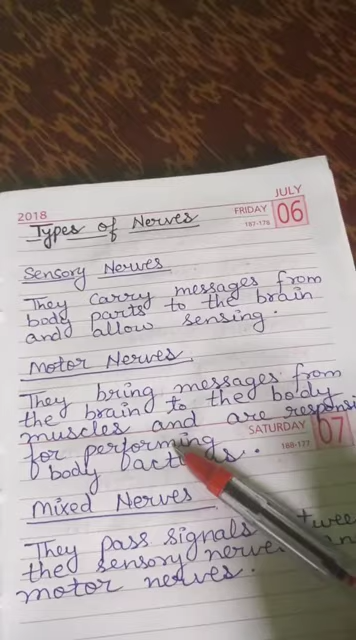 2018
FRIDAY
187-178
JULY
06
Types of Nerves
Sensory Nerves
They carry messages from
body parts to the brain
and allow sensing.
Motor Nerves
They bring messages from
the brain to the body
muscles and are
SATURDAY
188-177
07
for performing
body
Mixed Nerves
They pass signals
the sensory
motor nerves.